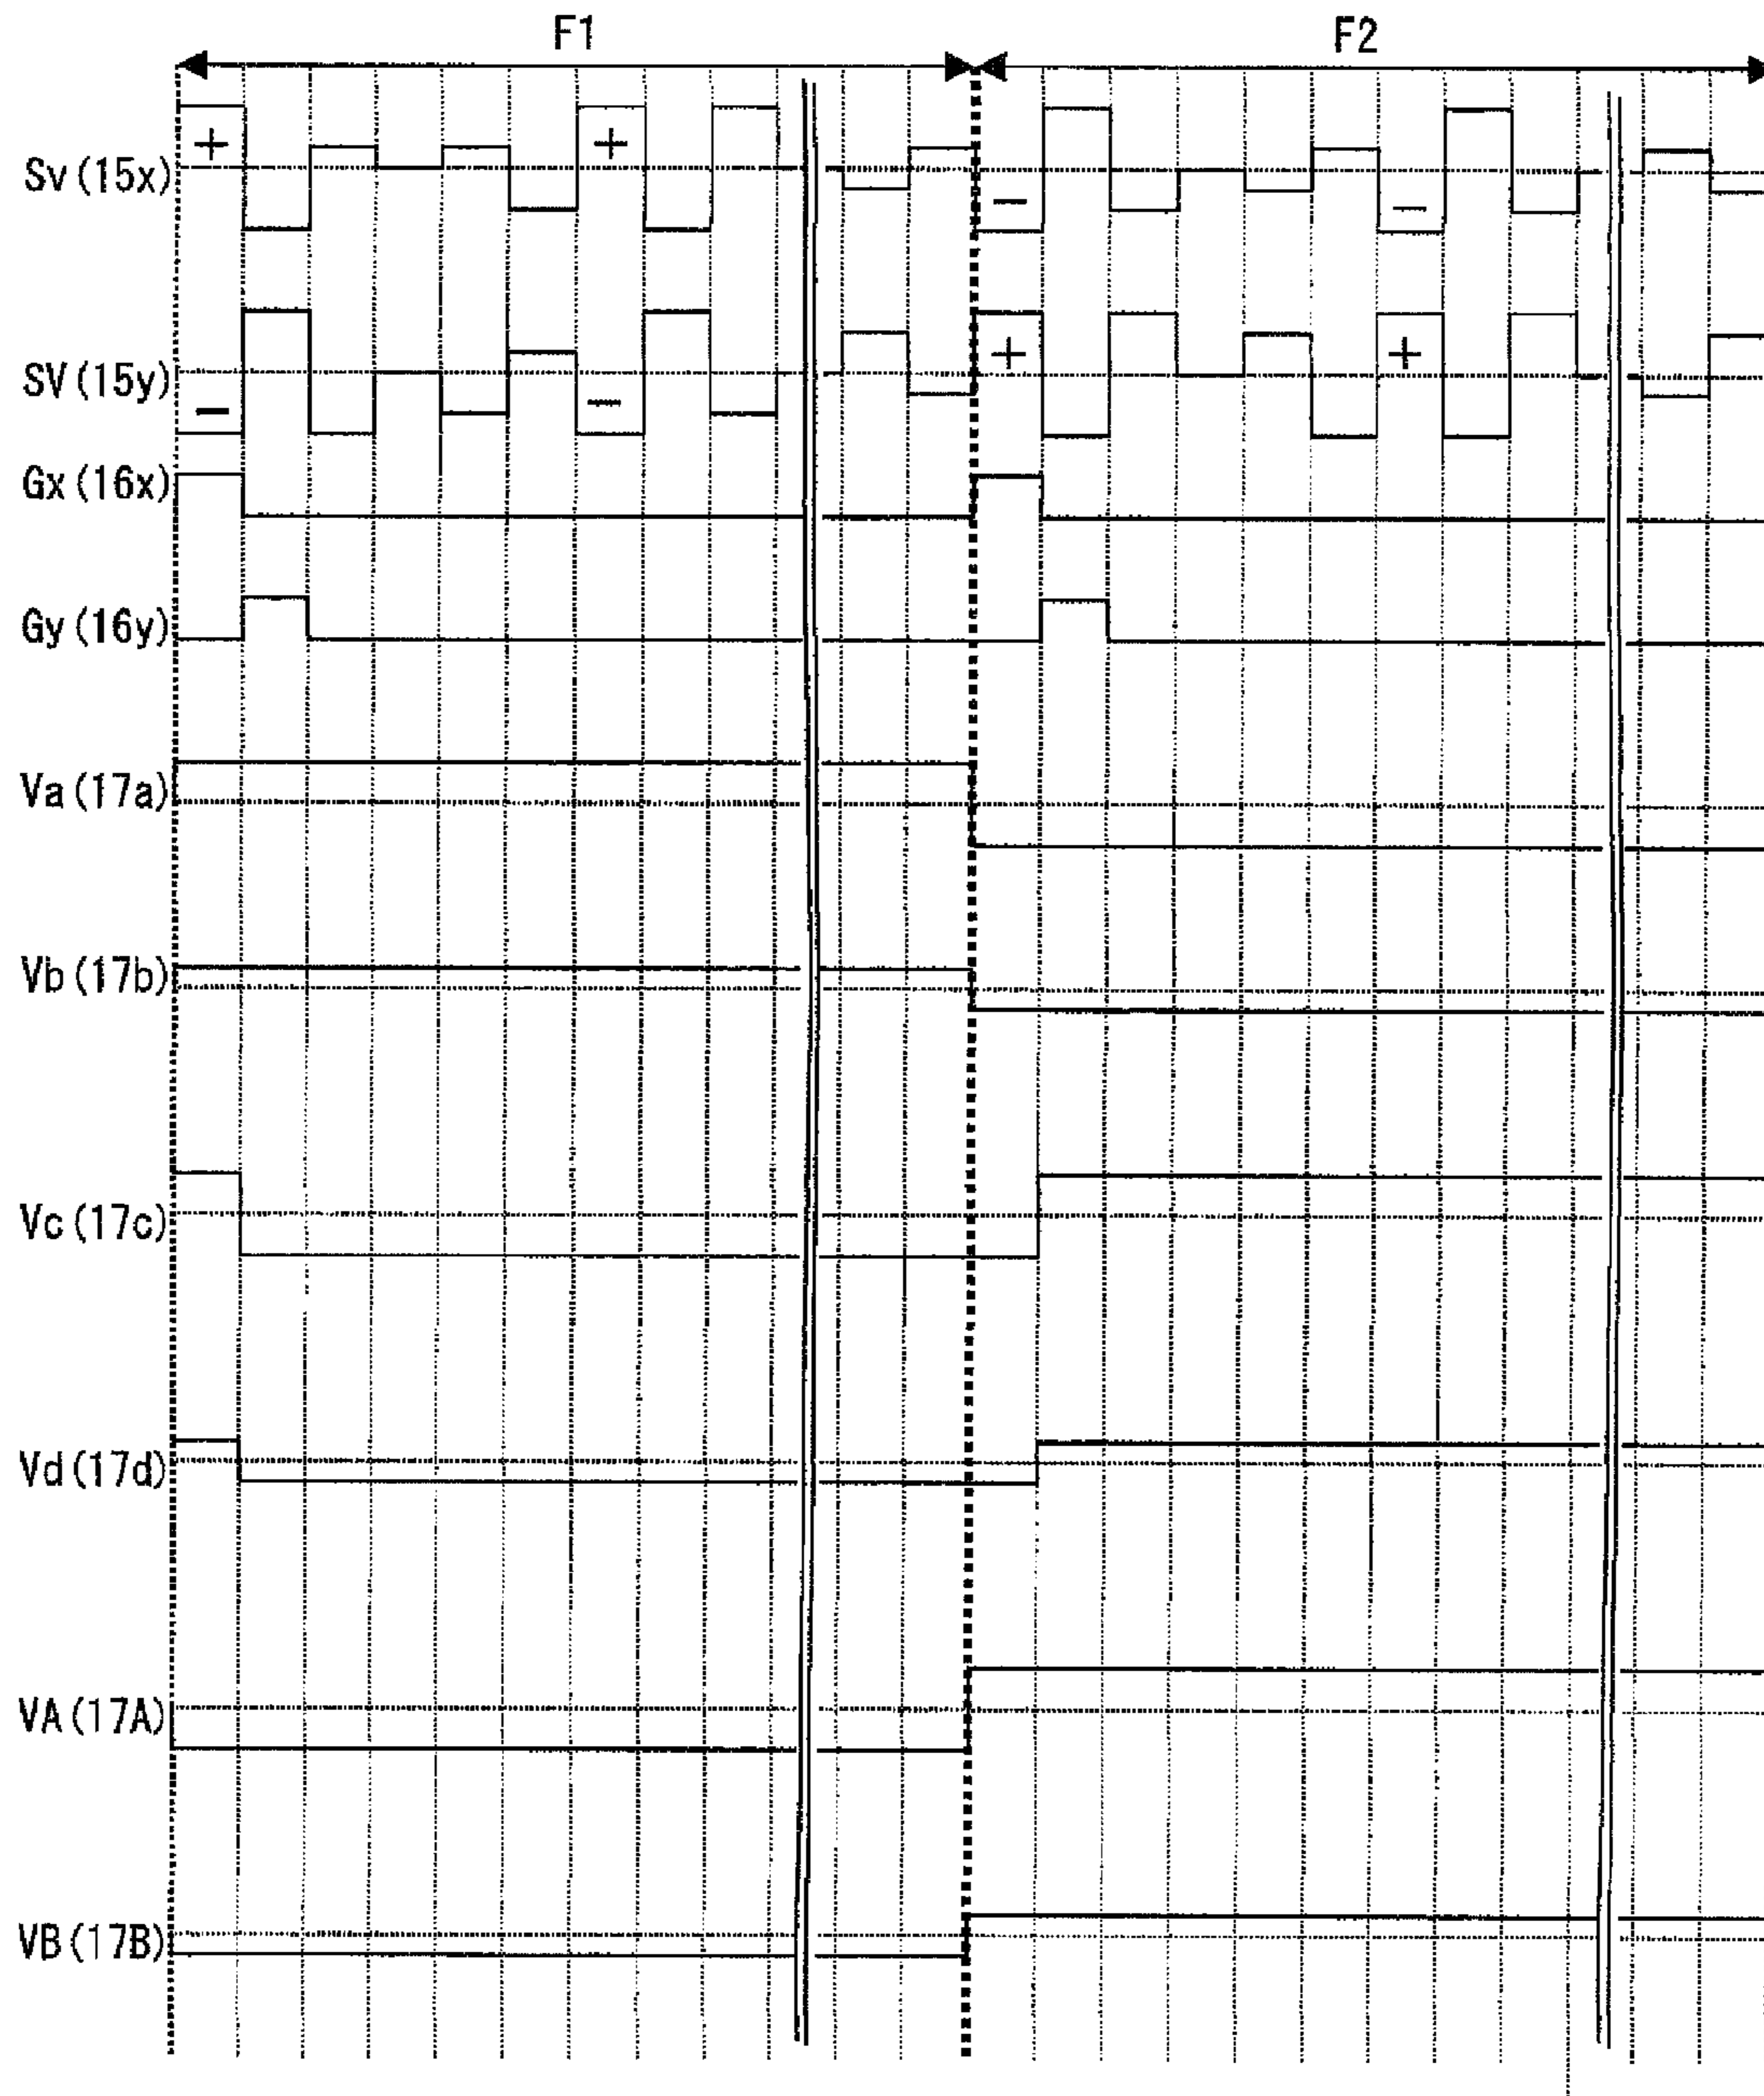 F1 F2
Sv(15x) + + − −
SV(15y) − − + +
Gx(16x)
Gy(16y)
Va(17a)
Vb(17b)
Vc(17c)
Vd(17d)
VA(17A)
VB(17B)